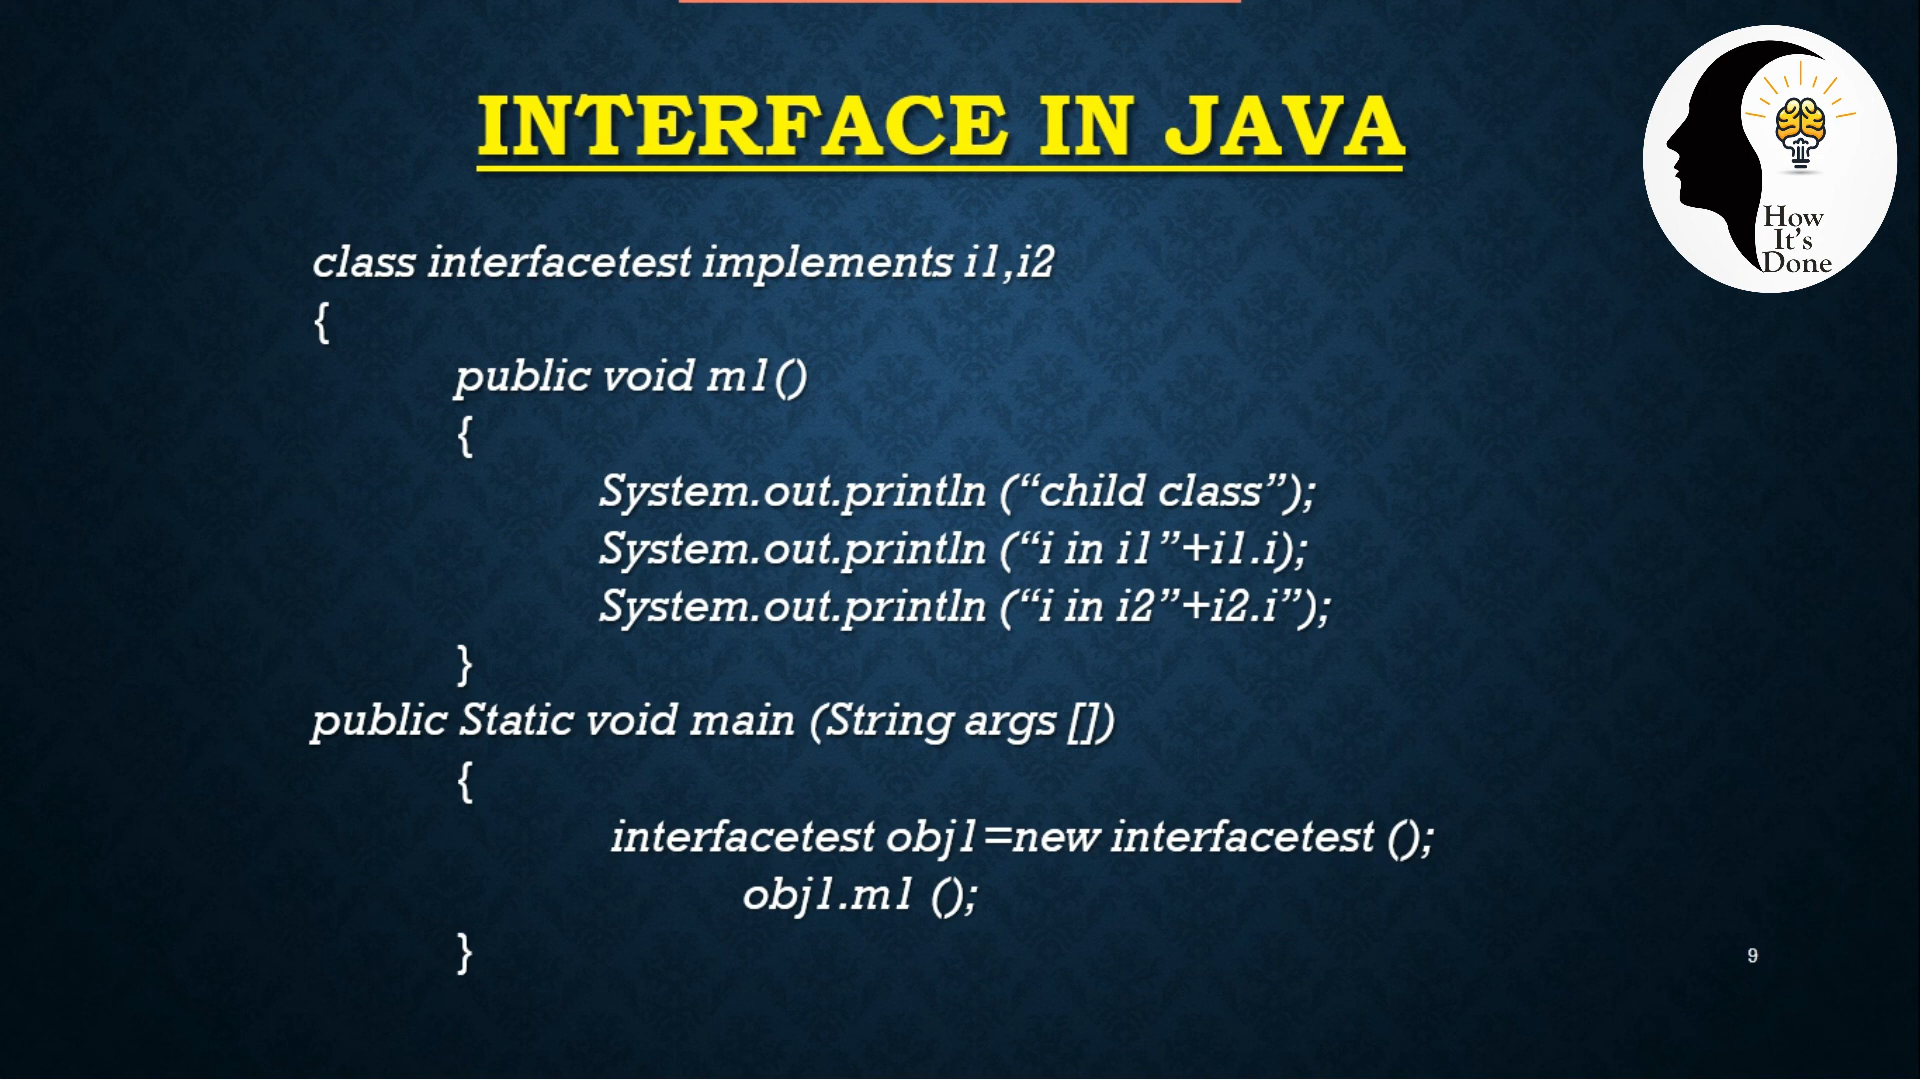 INTERFACE IN JAVA
How
It's
Done
class interfacetest implements i1,i2
{
public void m1()
{
System.out.println (“child class”);
System.out.println (“i in i1”+i1.i);
System.out.println (“i in i2”+i2.i”);
}
public Static void main (String args [])
{
interfacetest obj1=new interfacetest ();
obj1.m1 ();
}
9